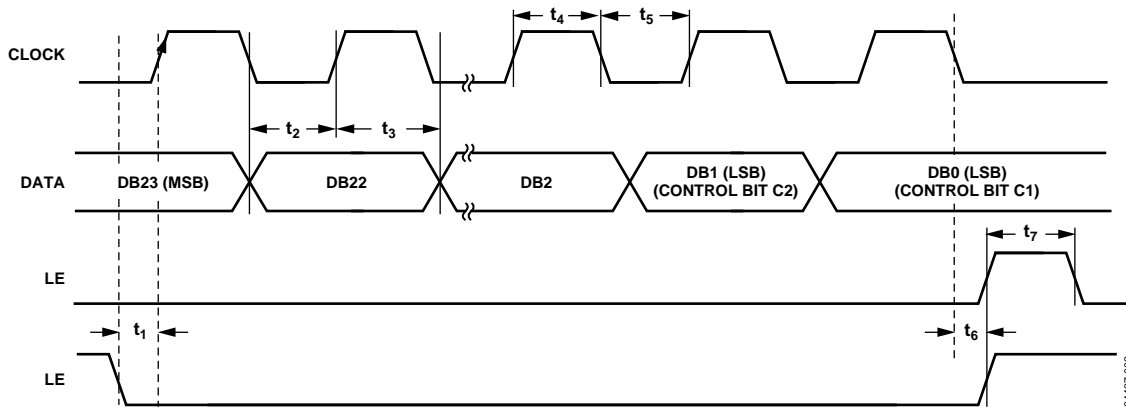 t4 t5
CLOCK
t2 t3
DATA DB23 (MSB) DB22 DB2 DB1 (LSB) DB0 (LSB)
(CONTROL BIT C2) (CONTROL BIT C1)
t7
LE
t1 t6
LE